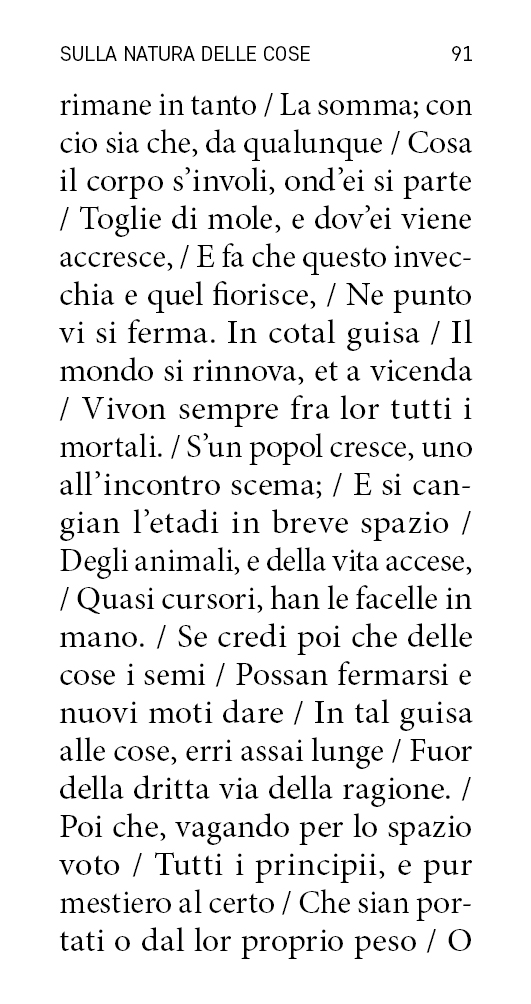 SULLA NATURA DELLE COSE 91
rimane in tanto / La somma; con
cio sia che, da qualunque / Cosa
il corpo s’involi, ond’ei si parte
/ Toglie di mole, e dov’ei viene
accresce, / E fa che questo invec-
chia e quel fiorisce, / Ne punto
vi si ferma. In cotal guisa / Il
mondo si rinnova, et a vicenda
/ Vivon sempre fra lor tutti i
mortali. / S’un popol cresce, uno
all’incontro scema; / E si can-
gian l’etadi in breve spazio /
Degli animali, e della vita accese,
/ Quasi cursori, han le facelle in
mano. / Se credi poi che delle
cose i semi / Possan fermarsi e
nuovi moti dare / In tal guisa
alle cose, erri assai lunge / Fuor
della dritta via della ragione. /
Poi che, vagando per lo spazio
voto / Tutti i principii, e pur
mestiero al certo / Che sian por-
tati o dal lor proprio peso / O